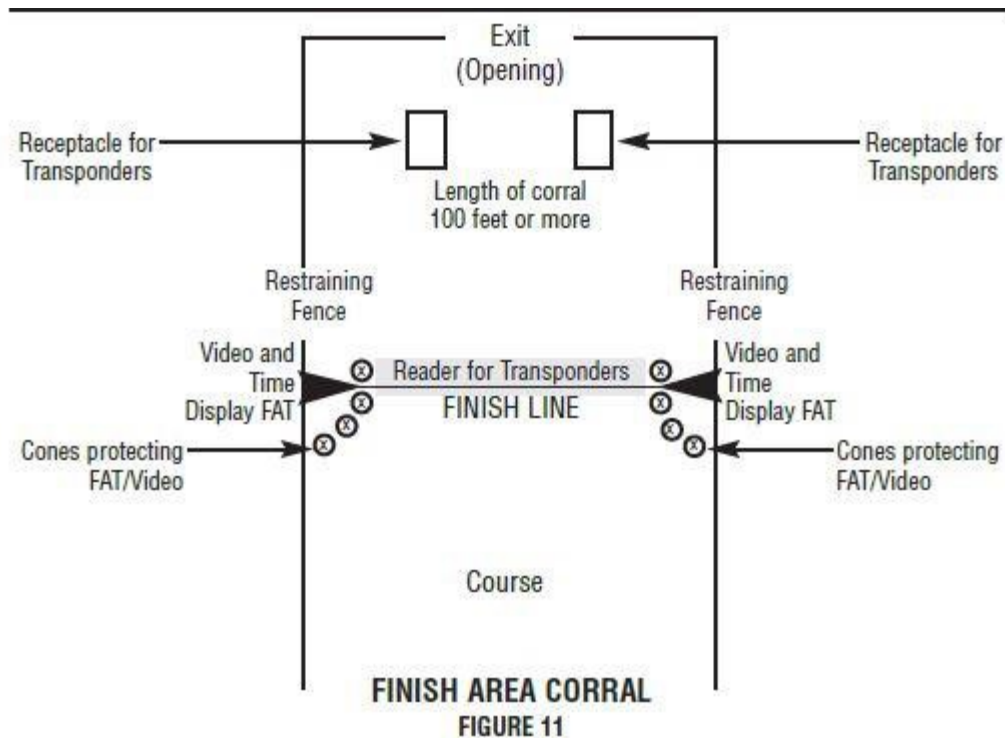 Exit
(Opening)
Receptacle for
Transponders
Receptacle for
Transponders
Length of corral
100 feet or more
Restraining
Fence
Restraining
Fence
Video and
Time
Display FAT
Reader for Transponders
FINISH LINE
Video and
Time
Display FAT
X
X
X
X
X
X
X
X
Cones protecting
FAT/Video
Cones protecting
FAT/Video
Course
FINISH AREA CORRAL
FIGURE 11